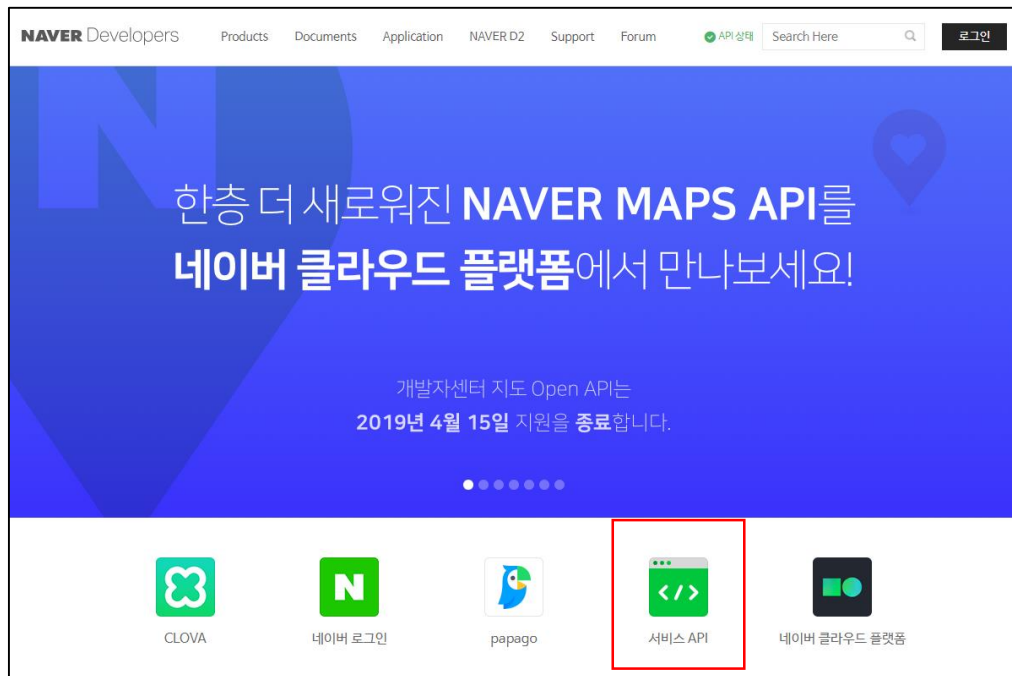 NAVER Developers Products Documents Application NAVER D2 Support Forum API 상태 Search Here 로그인
한층 더 새로워진 NAVER MAPS API를
네이버 클라우드 플랫폼에서 만나보세요!
개발자센터 지도 Open API는
2019년 4월 15일 지원을 종료합니다.
CLOVA 네이버 로그인 papago 서비스 API 네이버 클라우드 플랫폼